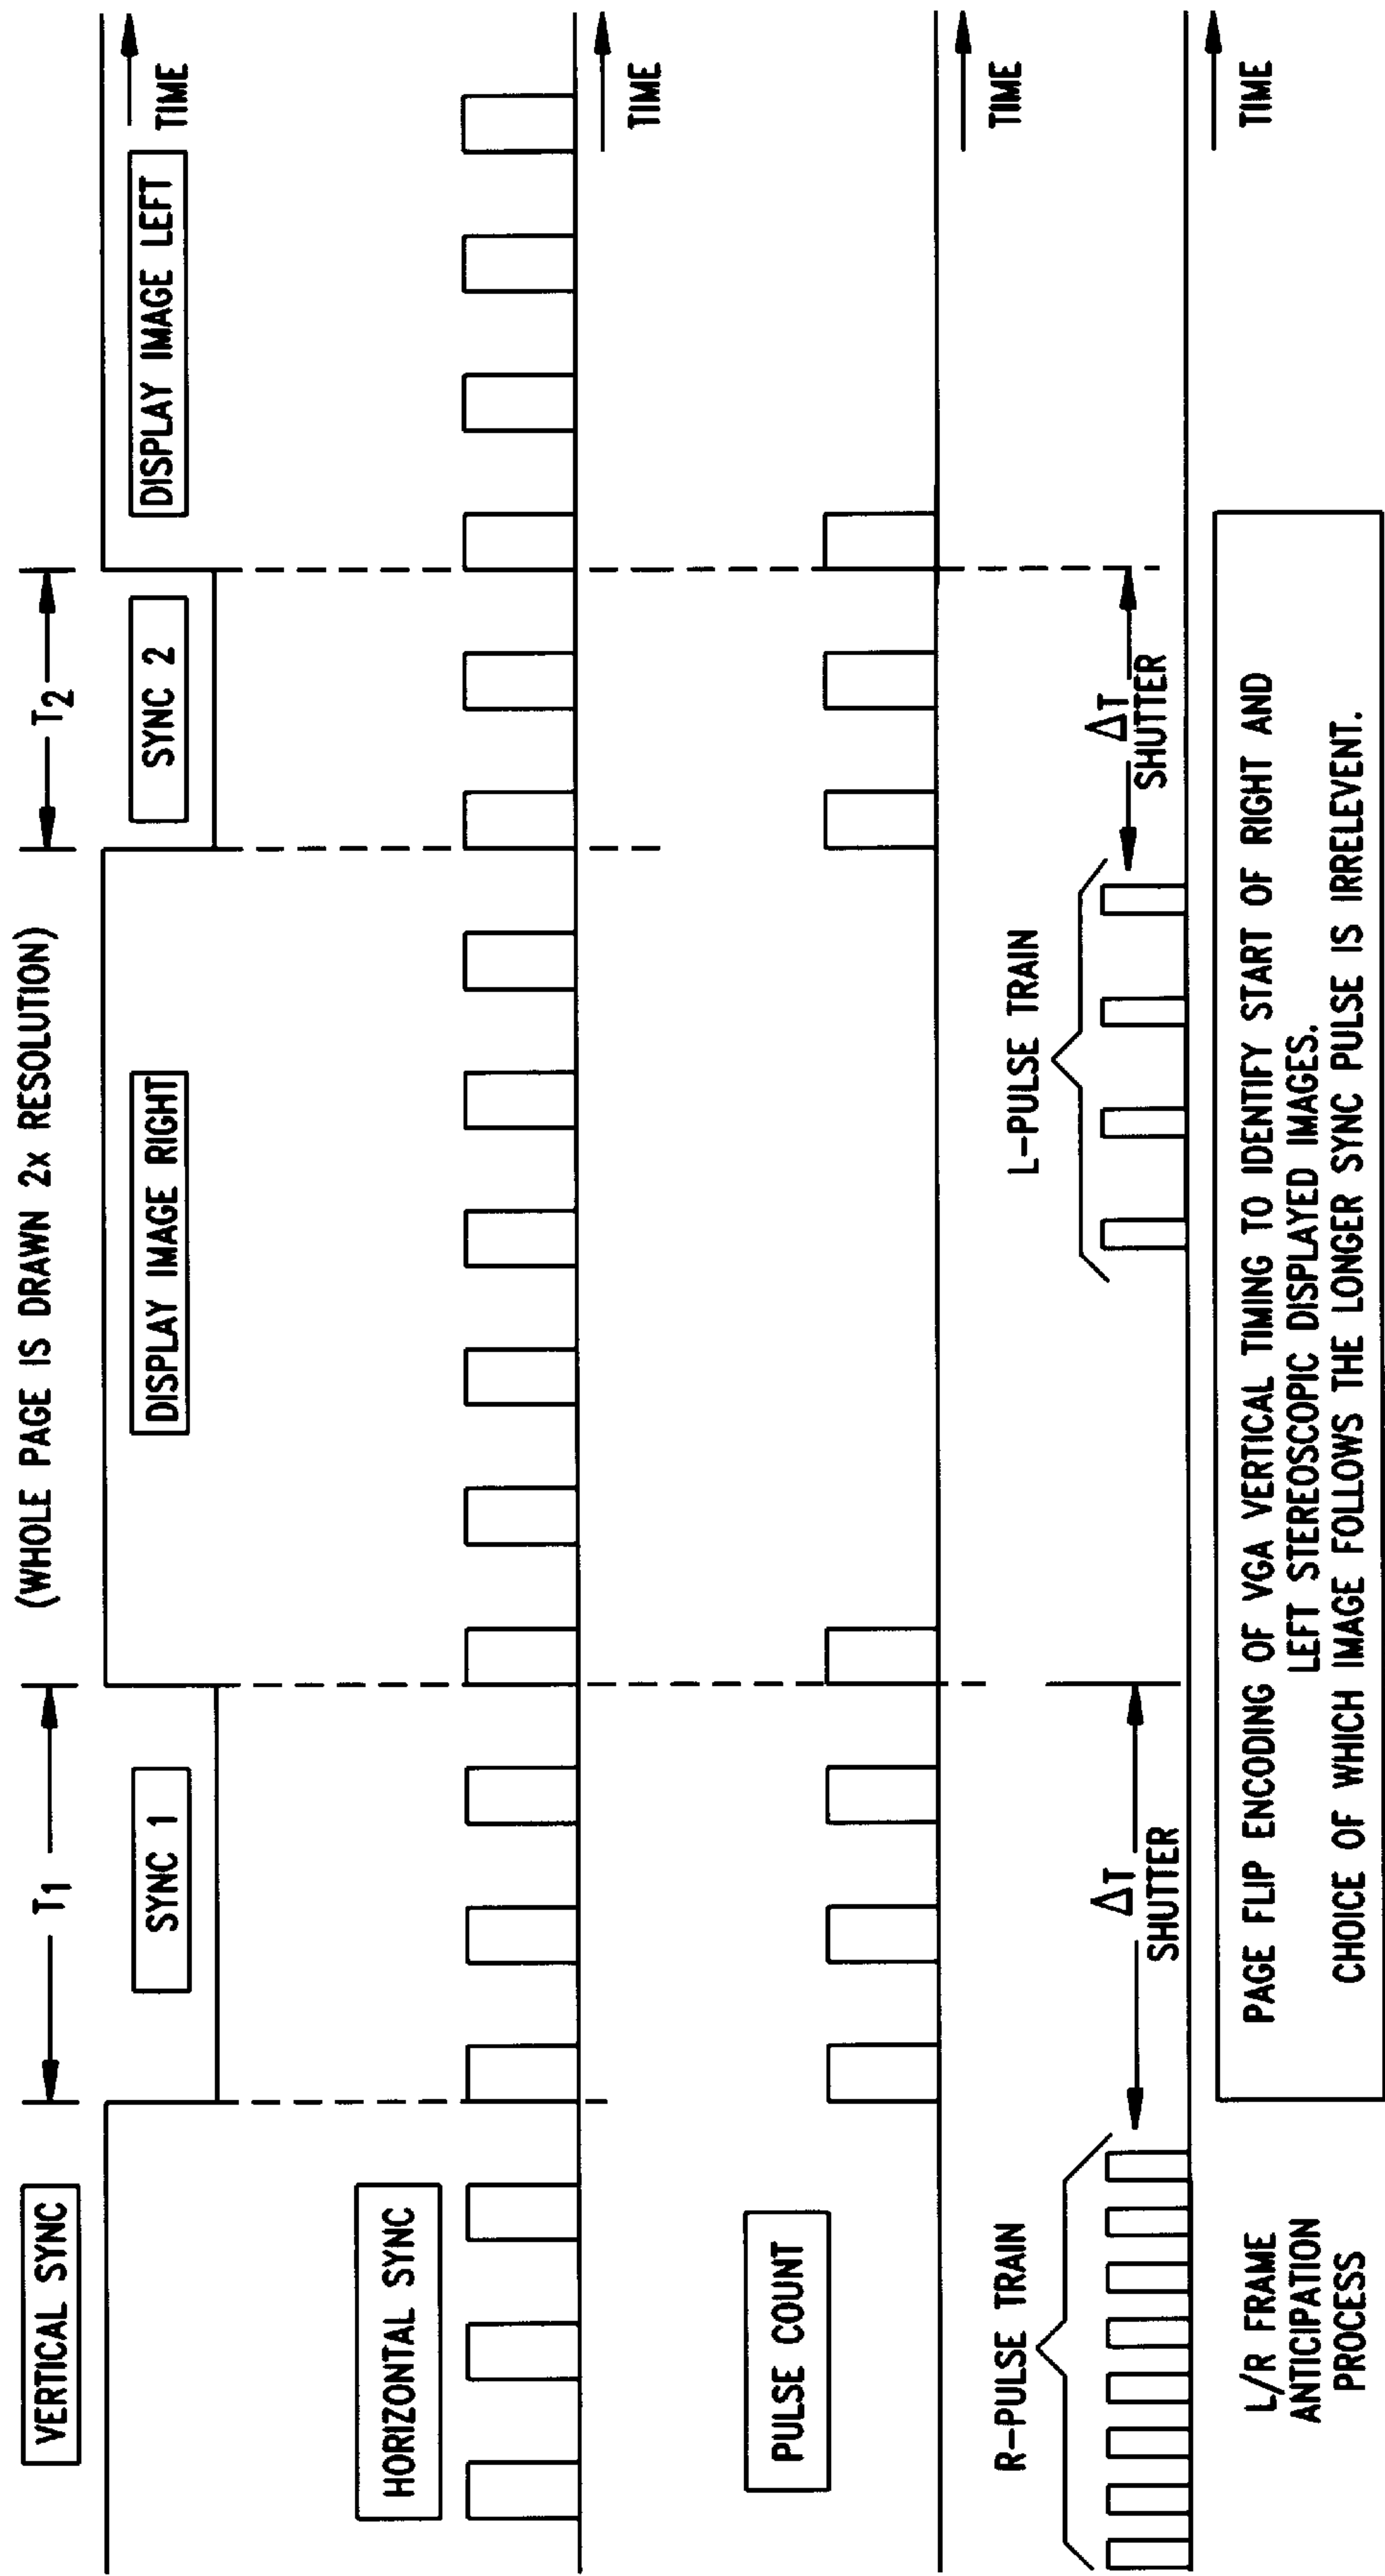 (WHOLE PAGE IS DRAWN 2x RESOLUTION)
VERTICAL SYNC
T1
T2
SYNC 1
DISPLAY IMAGE RIGHT
SYNC 2
DISPLAY IMAGE LEFT
TIME
HORIZONTAL SYNC
TIME
PULSE COUNT
TIME
R-PULSE TRAIN
L-PULSE TRAIN
ΔT
SHUTTER
ΔT
SHUTTER
TIME
L/R FRAME
ANTICIPATION
PROCESS
PAGE FLIP ENCODING OF VGA VERTICAL TIMING TO IDENTIFY START OF RIGHT AND
LEFT STEREOSCOPIC DISPLAYED IMAGES.
CHOICE OF WHICH IMAGE FOLLOWS THE LONGER SYNC PULSE IS IRRELEVENT.